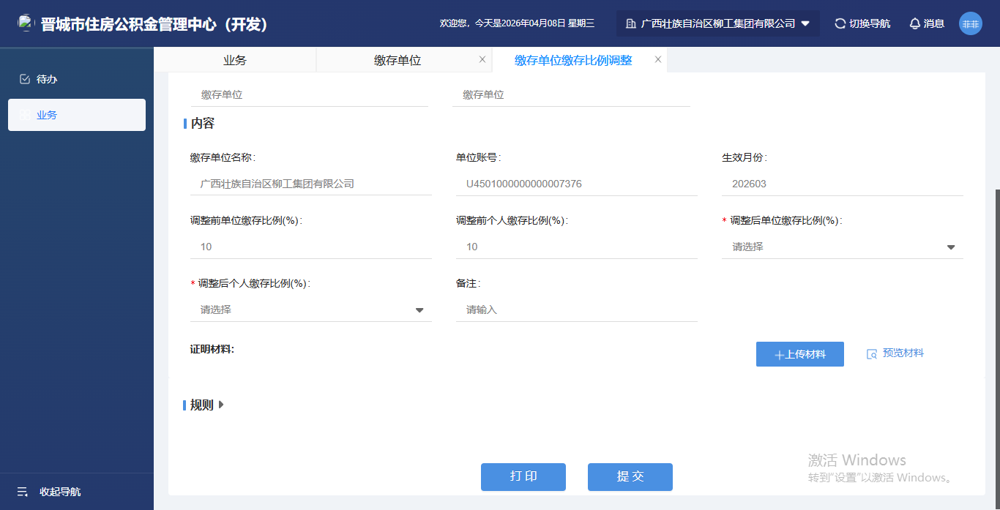 晋城市住房公积金管理中心（开发）
欢迎您，今天是2026年04月08日 星期三
广西壮族自治区柳工集团有限公司
切换导航
消息
菲菲
待办
业务
收起导航
业务
缴存单位
缴存单位缴存比例调整
缴存单位
缴存单位
内容
缴存单位名称:
单位账号:
生效月份:
广西壮族自治区柳工集团有限公司
U4501000000000007376
202603
调整前单位缴存比例(%):
调整前个人缴存比例(%):
* 调整后单位缴存比例(%):
10
10
请选择
* 调整后个人缴存比例(%):
备注:
请选择
请输入
证明材料:
上传材料
预览材料
规则
打印
提交
激活 Windows
转到"设置"以激活 Windows。